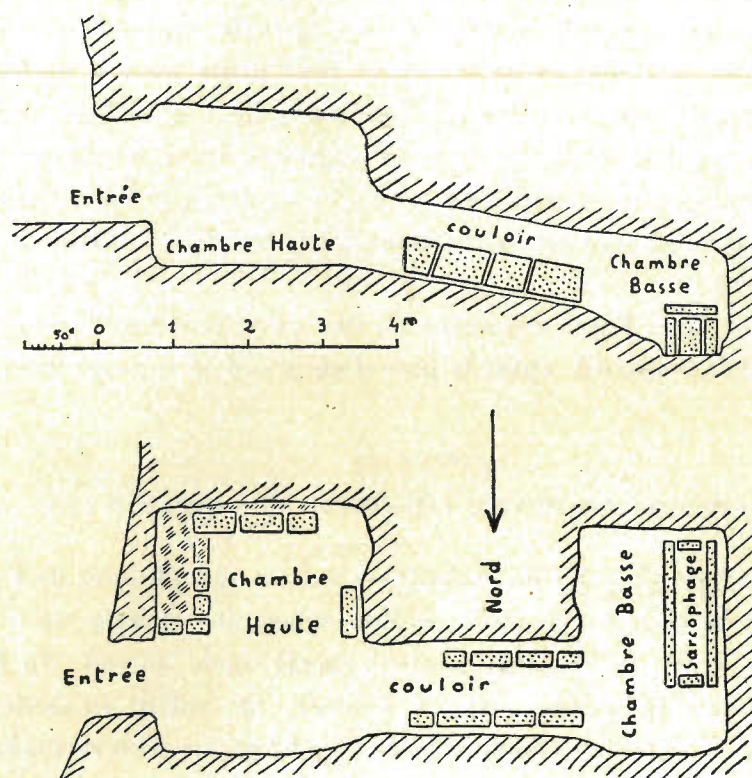 Entrée
couloir
Chambre Haute
Chambre
Basse
50ᶜ 0 1 2 3 4ᵐ
Nord
Chambre
Haute
Entrée
couloir
Chambre Basse
Sarcophage